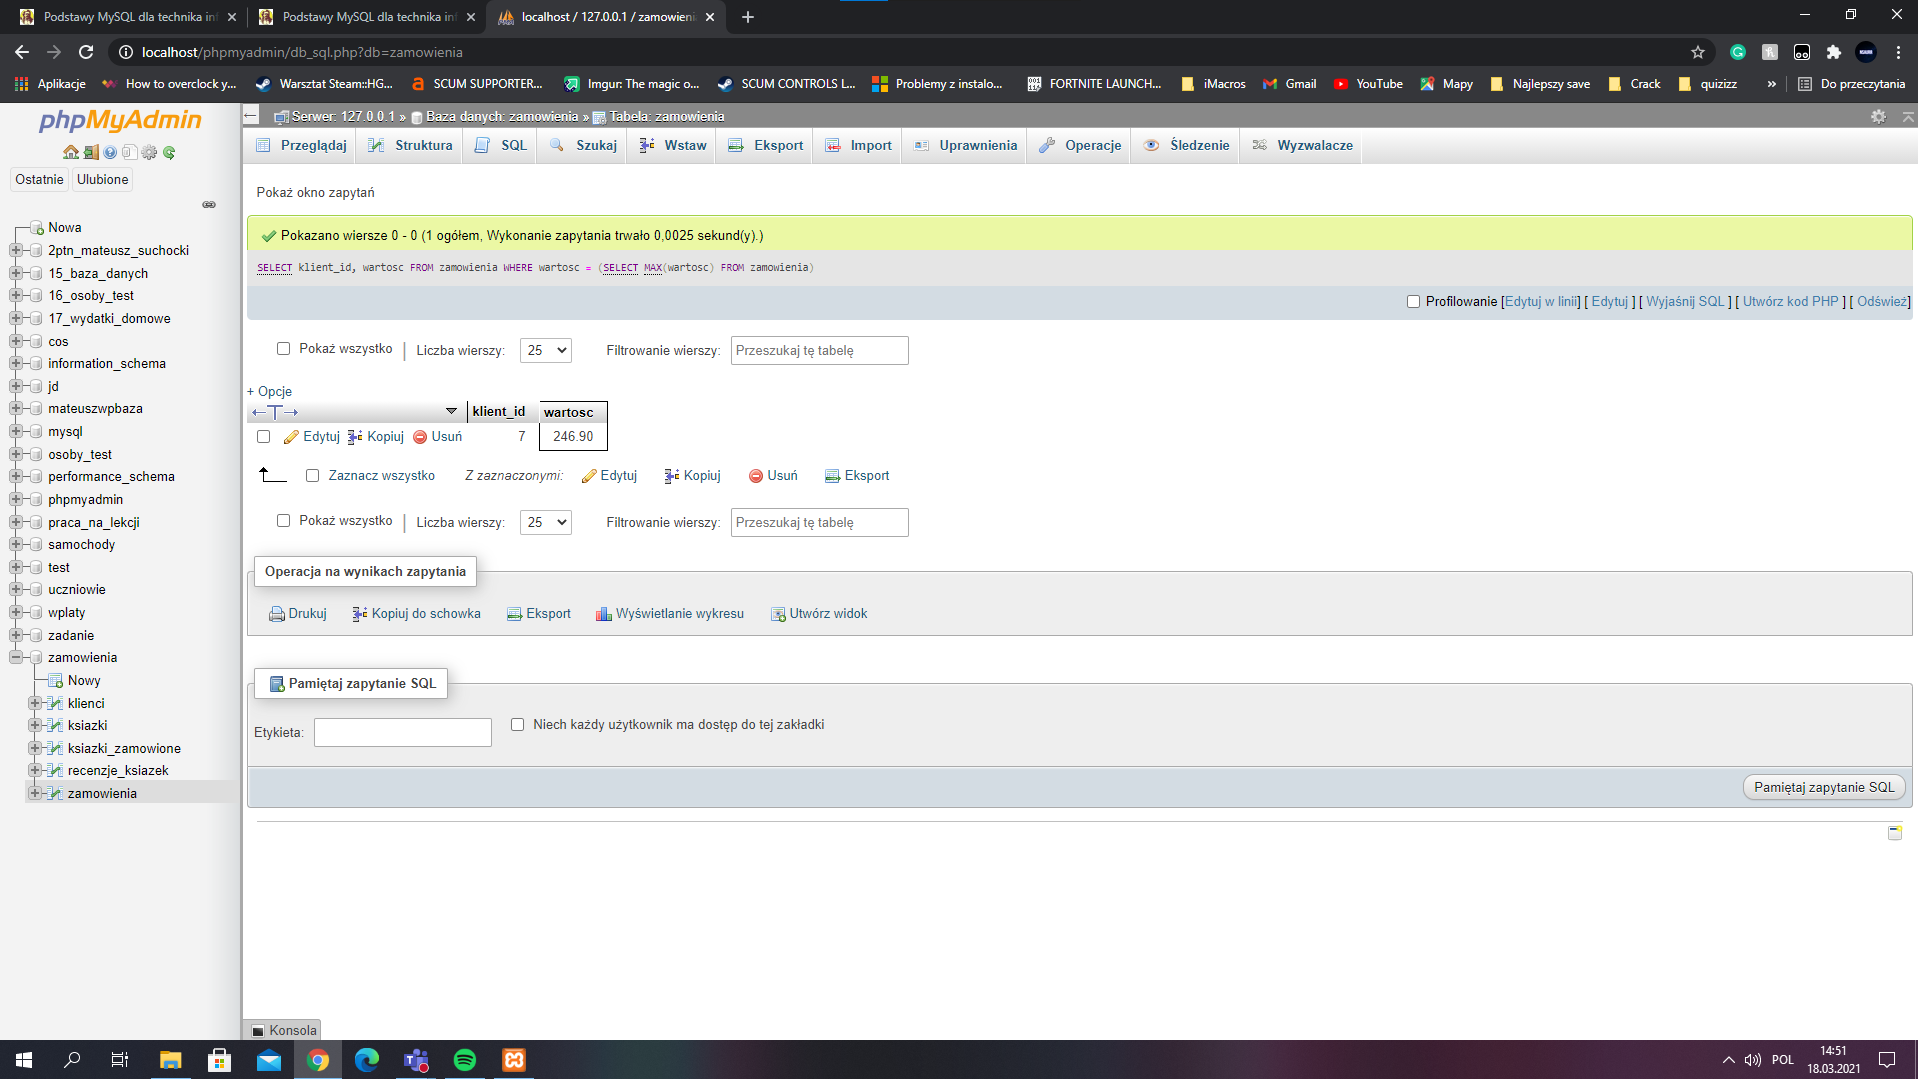 Podstawy MySQL dla technika inf
Podstawy MySQL dla technika inf
localhost / 127.0.0.1 / zamowieni
localhost/phpmyadmin/db_sql.php?db=zamowienia
Aplikacje
How to overclock y...
Warsztat Steam::HG...
SCUM SUPPORTER...
Imgur: The magic o...
SCUM CONTROLS L...
Problemy z instalo...
FORTNITE LAUNCH...
iMacros
Gmail
YouTube
Mapy
Najlepszy save
Crack
quizizz
»
Do przeczytania
phpMyAdmin
Ostatnie
Ulubione
Nowa
2ptn_mateusz_suchocki
15_baza_danych
16_osoby_test
17_wydatki_domowe
cos
information_schema
jd
mateuszwpbaza
mysql
osoby_test
performance_schema
phpmyadmin
praca_na_lekcji
samochody
test
uczniowie
wplaty
zadanie
zamowienia
Nowy
klienci
ksiazki
ksiazki_zamowione
recenzje_ksiazek
zamowienia
Serwer: 127.0.0.1 » Baza danych: zamowienia » Tabela: zamowienia
Przeglądaj
Struktura
SQL
Szukaj
Wstaw
Eksport
Import
Uprawnienia
Operacje
Śledzenie
Wyzwalacze
Pokaż okno zapytań
Pokazano wiersze 0 - 0 (1 ogółem, Wykonanie zapytania trwało 0,0025 sekund(y).)
SELECT klient_id, wartosc FROM zamowienia WHERE wartosc = (SELECT MAX(wartosc) FROM zamowienia)
Profilowanie [Edytuj w linii] [ Edytuj ] [ Wyjaśnij SQL ] [ Utwórz kod PHP ] [ Odśwież]
Pokaż wszystko | Liczba wierszy: 25 Filtrowanie wierszy: Przeszukaj tę tabelę
+ Opcje
←T→ klient_id wartosc
Edytuj Kopiuj Usuń 7 246.90
Zaznacz wszystko Z zaznaczonymi: Edytuj Kopiuj Usuń Eksport
Pokaż wszystko | Liczba wierszy: 25 Filtrowanie wierszy: Przeszukaj tę tabelę
Operacja na wynikach zapytania
Drukuj Kopiuj do schowka Eksport Wyświetlanie wykresu Utwórz widok
Pamiętaj zapytanie SQL
Etykieta: Niech każdy użytkownik ma dostęp do tej zakładki
Pamiętaj zapytanie SQL
Konsola
POL
14:51
18.03.2021